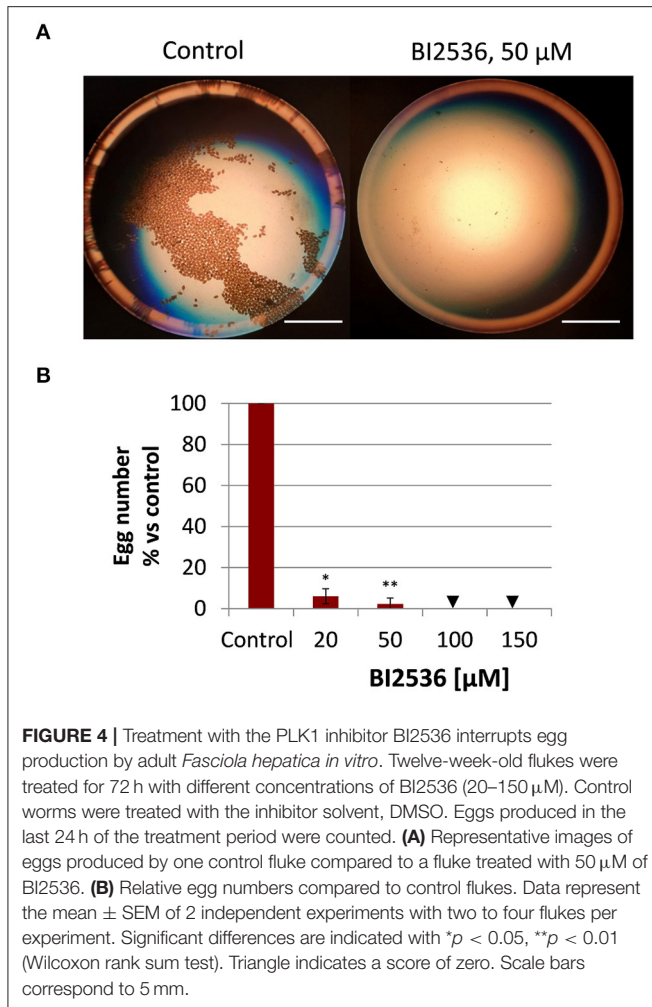 A
Control
BI2536, 50 µM
B
Egg number
% vs control
100
80
60
40
20
0
*
**
▼
▼
Control
20
50
100
150
BI2536 [µM]
FIGURE 4 | Treatment with the PLK1 inhibitor BI2536 interrupts egg
production by adult Fasciola hepatica in vitro. Twelve-week-old flukes were
treated for 72 h with different concentrations of BI2536 (20–150 µM). Control
worms were treated with the inhibitor solvent, DMSO. Eggs produced in the
last 24 h of the treatment period were counted. (A) Representative images of
eggs produced by one control fluke compared to a fluke treated with 50 µM of
BI2536. (B) Relative egg numbers compared to control flukes. Data represent
the mean ± SEM of 2 independent experiments with two to four flukes per
experiment. Significant differences are indicated with *p < 0.05, **p < 0.01
(Wilcoxon rank sum test). Triangle indicates a score of zero. Scale bars
correspond to 5 mm.